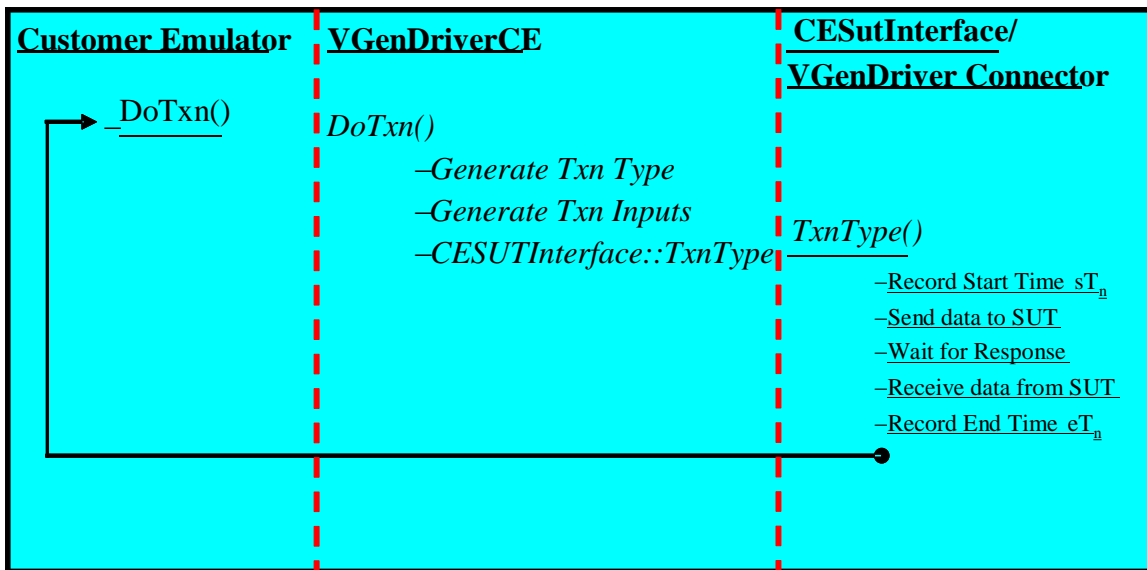 Customer Emulator
_DoTxn()
VGenDriverCE
DoTxn()
–Generate Txn Type
–Generate Txn Inputs
–CESUTInterface::TxnType
CESutInterface/
VGenDriver Connector
TxnType()
–Record Start Time sTn
–Send data to SUT
–Wait for Response
–Receive data from SUT
–Record End Time eTn